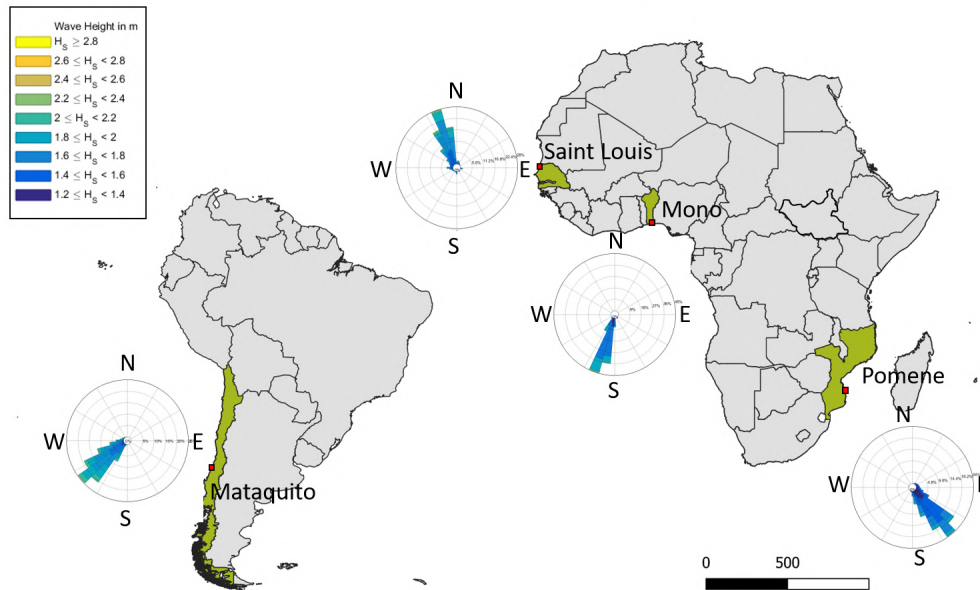 Wave Height in m
H_S ≥ 2.8
2.6 ≤ H_S < 2.8
2.4 ≤ H_S < 2.6
2.2 ≤ H_S < 2.4
2 ≤ H_S < 2.2
1.8 ≤ H_S < 2
1.6 ≤ H_S < 1.8
1.4 ≤ H_S < 1.6
1.2 ≤ H_S < 1.4
N
W
E
S
Saint Louis
Mono
N
W
E
S
N
W
E
S
Mataquito
Pomene
N
W
S
0 500